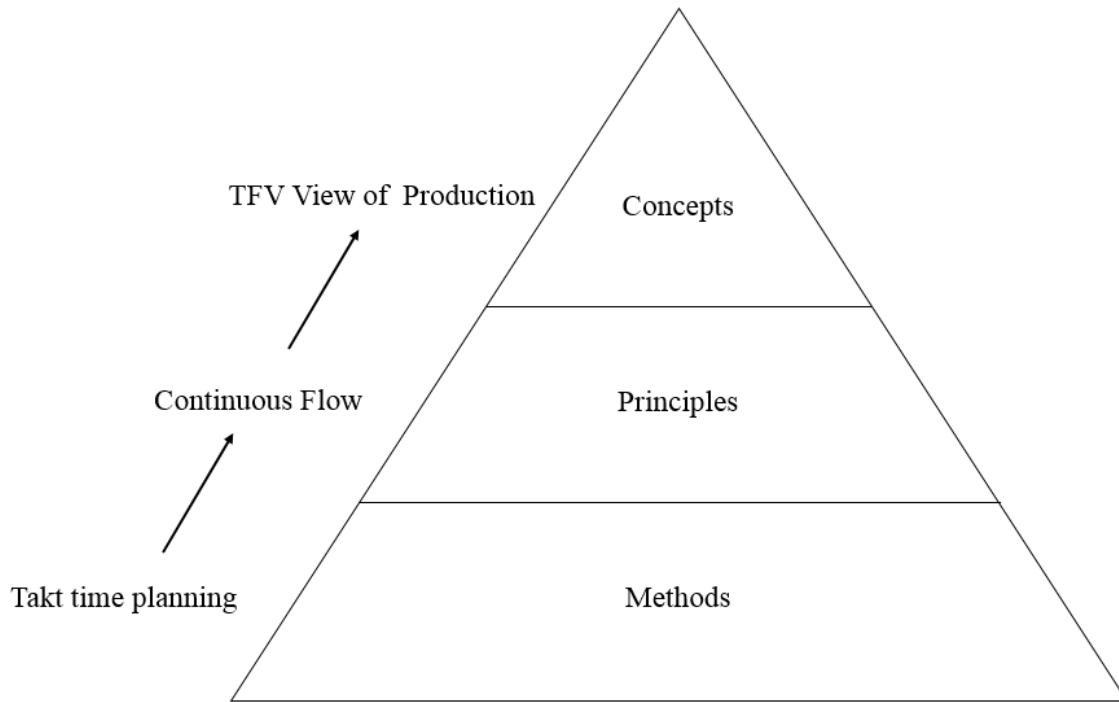 TFV View of  Production
Concepts
Continuous Flow
Principles
Takt time planning
Methods